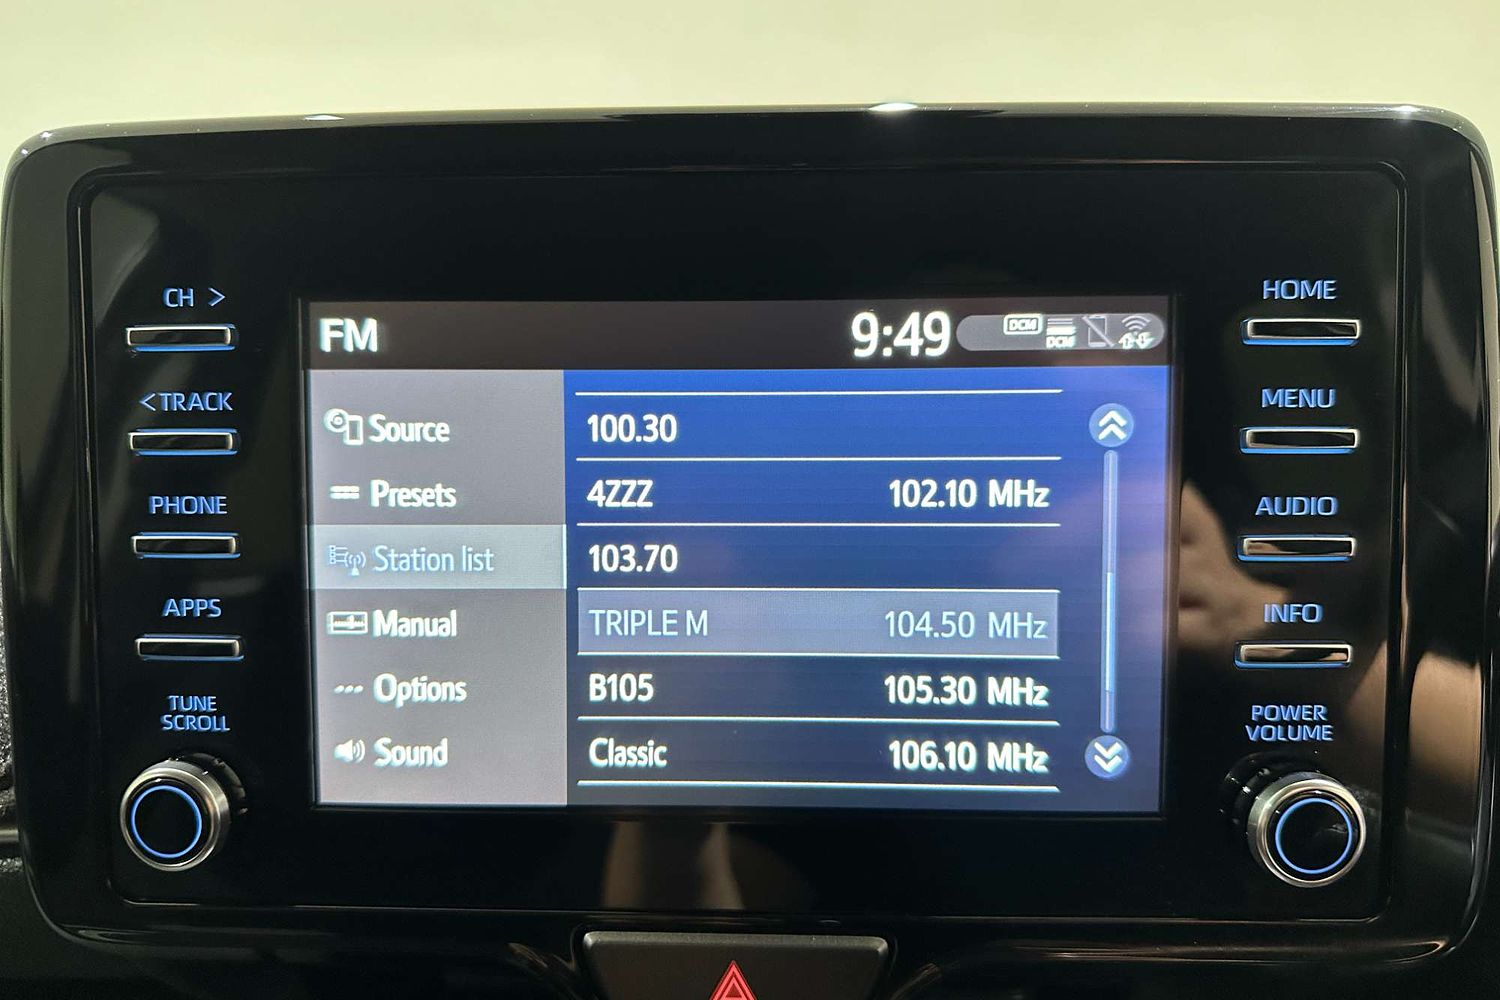 CH >
<TRACK
PHONE
APPS
TUNE
SCROLL
FM
9:49
DCM
DCM
Source
Presets
Station list
Manual
Options
Sound
100.30
4ZZZ 102.10 MHz
103.70
TRIPLE M 104.50 MHz
B105 105.30 MHz
Classic 106.10 MHz
HOME
MENU
AUDIO
INFO
POWER
VOLUME